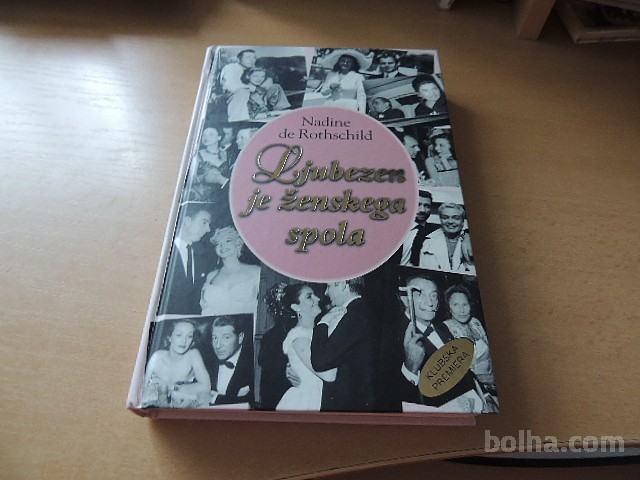 Nadine
de Rothschild
Ljubezen
je ženskega
spola
KLUBSKA
PREMIERA
bolha.com